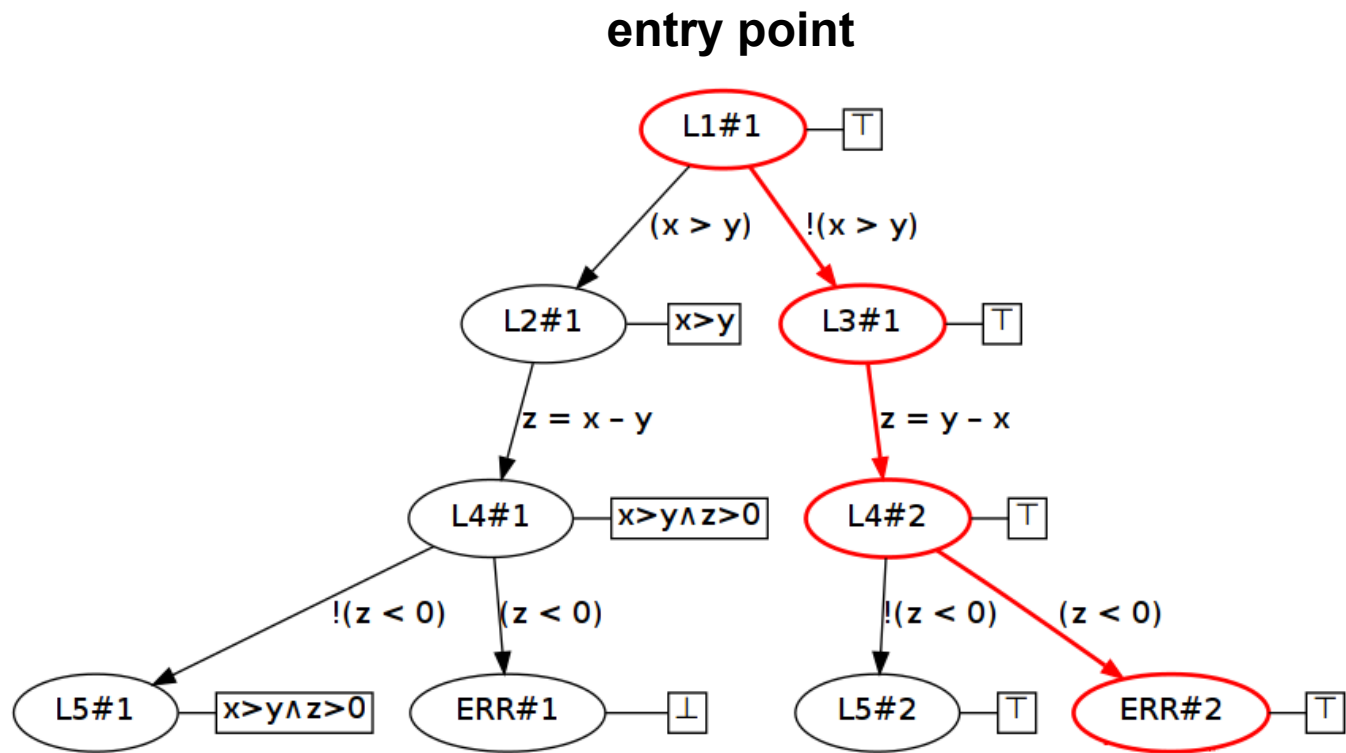 entry point
L1#1 ⊤
(x > y) !(x > y)
L2#1 x>y L3#1 ⊤
z = x – y z = y – x
L4#1 x>y∧z>0 L4#2 ⊤
!(z < 0) (z < 0) !(z < 0) (z < 0)
L5#1 x>y∧z>0 ERR#1 ⊥ L5#2 ⊤ ERR#2 ⊤